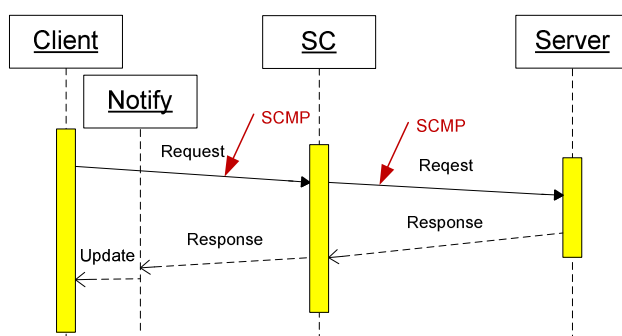 Client
SC
Server
Notify
SCMP
SCMP
Request
Reqest
Response
Response
Update